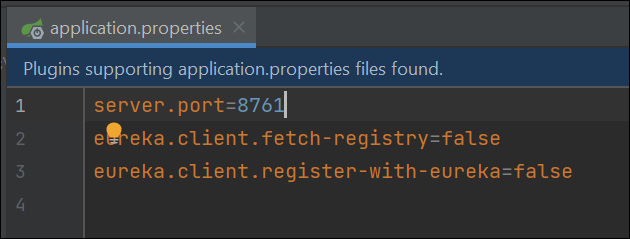 application.properties
Plugins supporting application.properties files found.
1 server.port=8761
2 eureka.client.fetch-registry=false
3 eureka.client.register-with-eureka=false
4